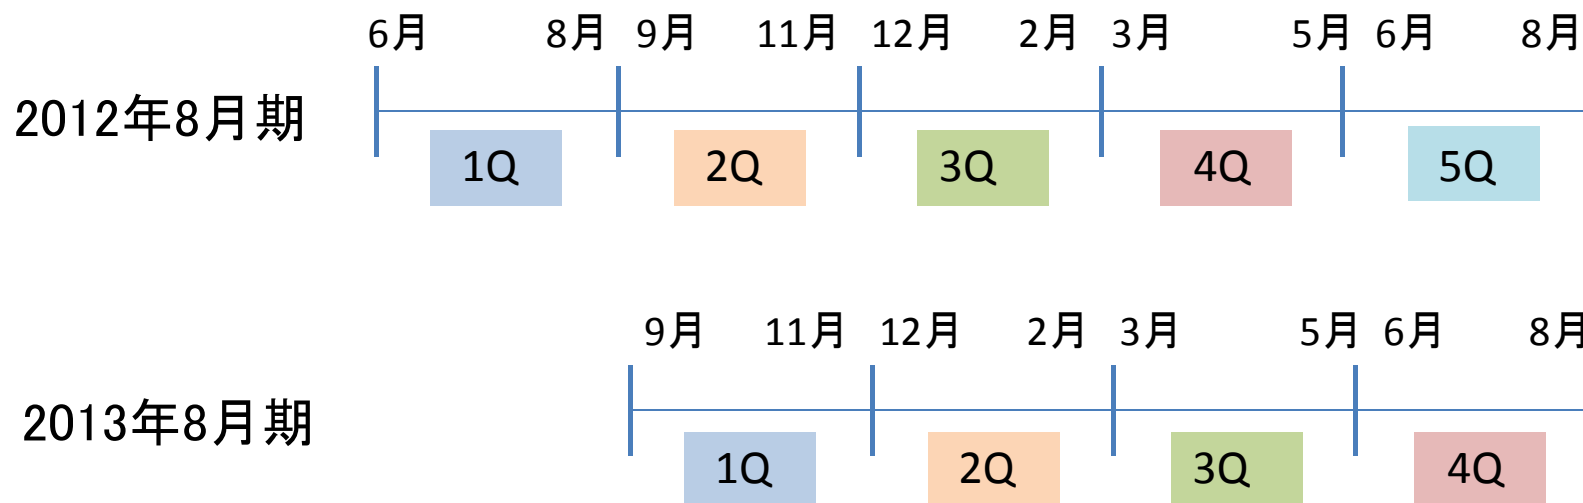 6月 8月 9月 11月 12月 2月 3月 5月 6月 8月
2012年8月期
1Q 2Q 3Q 4Q 5Q
9月 11月 12月 2月 3月 5月 6月 8月
2013年8月期
1Q 2Q 3Q 4Q